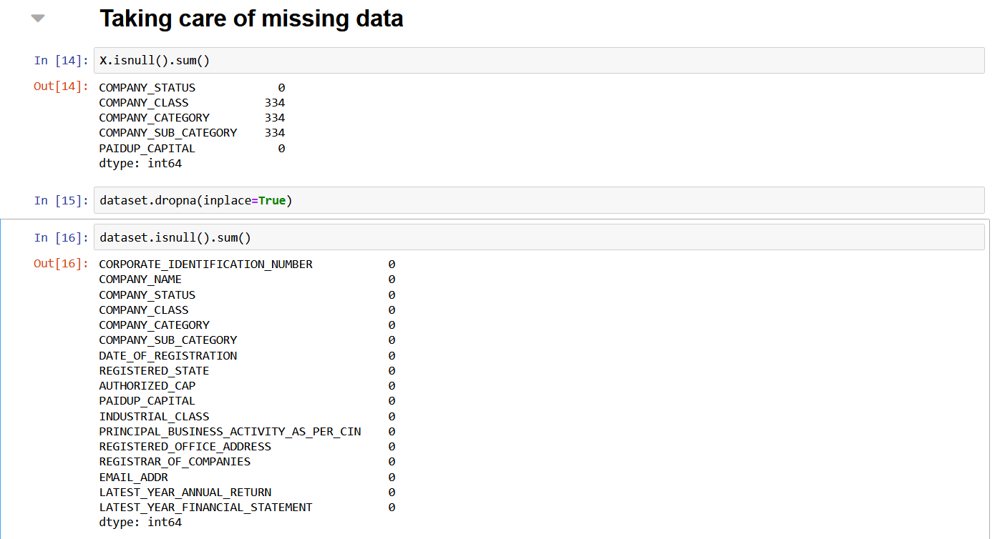 Taking care of missing data
In [14]: X.isnull().sum()
Out[14]: COMPANY_STATUS 0
COMPANY_CLASS 334
COMPANY_CATEGORY 334
COMPANY_SUB_CATEGORY 334
PAIDUP_CAPITAL 0
dtype: int64
In [15]: dataset.dropna(inplace=True)
In [16]: dataset.isnull().sum()
Out[16]: CORPORATE_IDENTIFICATION_NUMBER 0
COMPANY_NAME 0
COMPANY_STATUS 0
COMPANY_CLASS 0
COMPANY_CATEGORY 0
COMPANY_SUB_CATEGORY 0
DATE_OF_REGISTRATION 0
REGISTERED_STATE 0
AUTHORIZED_CAP 0
PAIDUP_CAPITAL 0
INDUSTRIAL_CLASS 0
PRINCIPAL_BUSINESS_ACTIVITY_AS_PER_CIN 0
REGISTERED_OFFICE_ADDRESS 0
REGISTRAR_OF_COMPANIES 0
EMAIL_ADDR 0
LATEST_YEAR_ANNUAL_RETURN 0
LATEST_YEAR_FINANCIAL_STATEMENT 0
dtype: int64